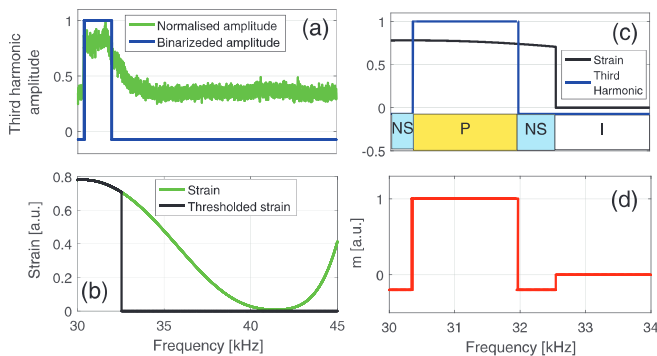 Third harmonic
amplitude
1
0.5
0
Normalised amplitude
Binarizeded amplitude
(a)
1
0.5
0
-0.5
(c)
Strain
Third
Harmonic
NS
P
NS
I
Strain [a.u.]
0.8
0.6
0.4
0.2
0
Strain
Thresholded strain
(b)
30
35
40
45
Frequency [kHz]
m [a.u.]
1
0
(d)
30
31
32
33
34
Frequency [kHz]